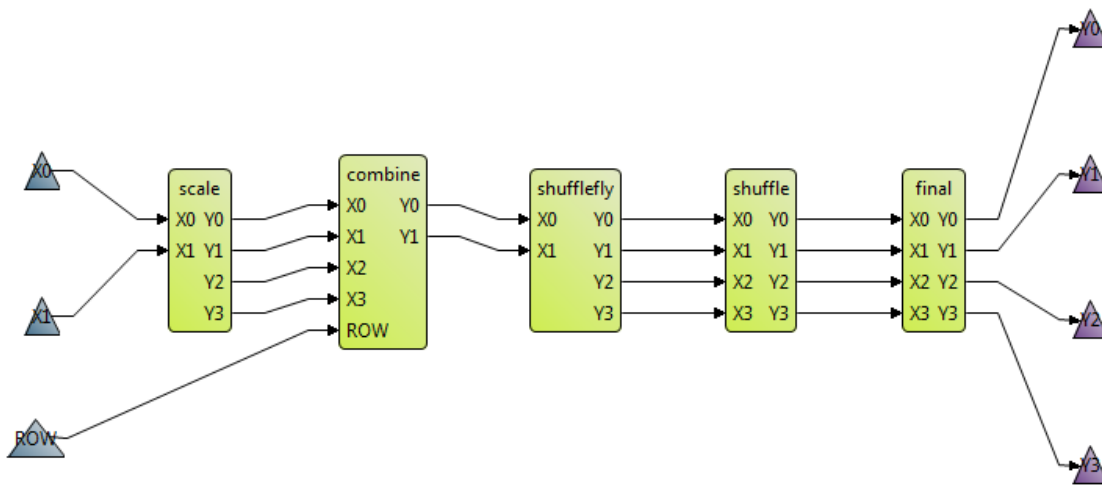 X0
X1
ROW
scale
X0 Y0
X1 Y1
Y2
Y3
combine
X0 Y0
X1 Y1
X2
X3
ROW
shufflefly
X0 Y0
X1 Y1
Y2
Y3
shuffle
X0 Y0
X1 Y1
X2 Y2
X3 Y3
final
X0 Y0
X1 Y1
X2 Y2
X3 Y3
Y0
Y1
Y2
Y3